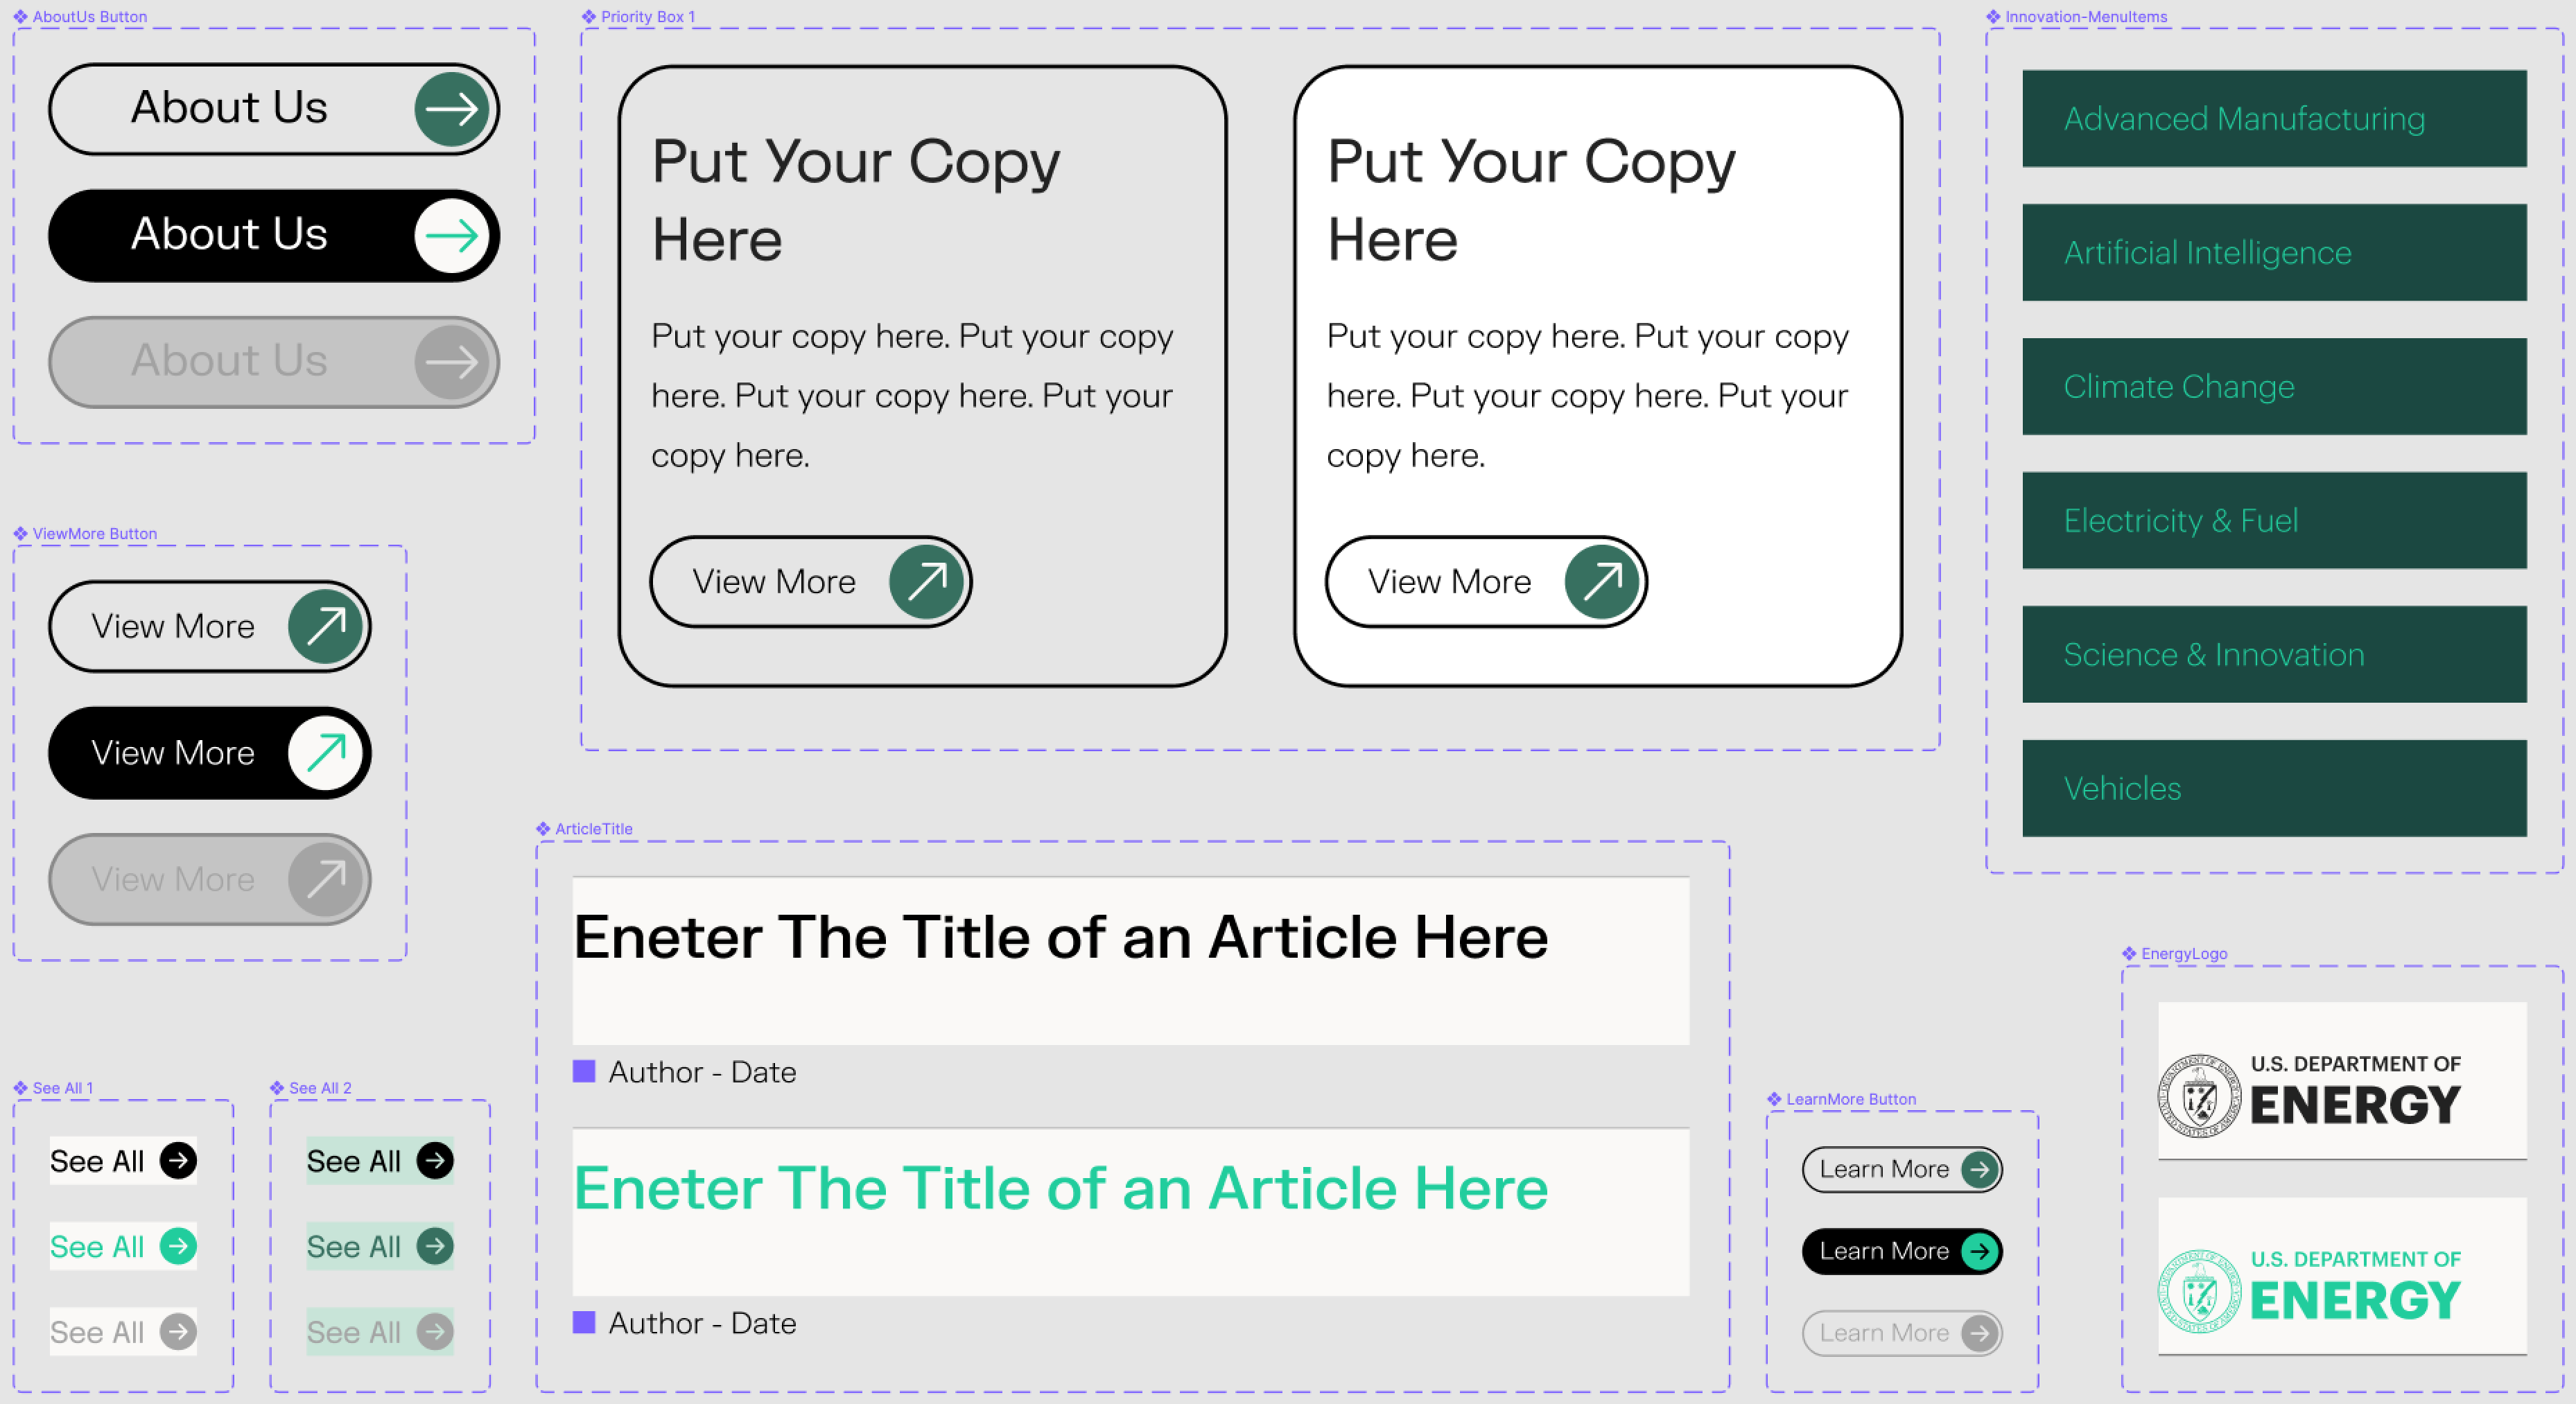 AboutUs Button
About Us
About Us
About Us
Priority Box 1
Put Your Copy
Here
Put your copy here. Put your copy
here. Put your copy here. Put your
copy here.
View More
Put Your Copy
Here
Put your copy here. Put your copy
here. Put your copy here. Put your
copy here.
View More
Innovation-MenuItems
Advanced Manufacturing
Artificial Intelligence
Climate Change
Electricity & Fuel
Science & Innovation
Vehicles
ViewMore Button
View More
View More
View More
ArticleTitle
Eneter The Title of an Article Here
Author - Date
Eneter The Title of an Article Here
Author - Date
See All 1
See All
See All
See All
See All 2
See All
See All
See All
LearnMore Button
Learn More
Learn More
Learn More
EnergyLogo
U.S. DEPARTMENT OF
ENERGY
U.S. DEPARTMENT OF
ENERGY